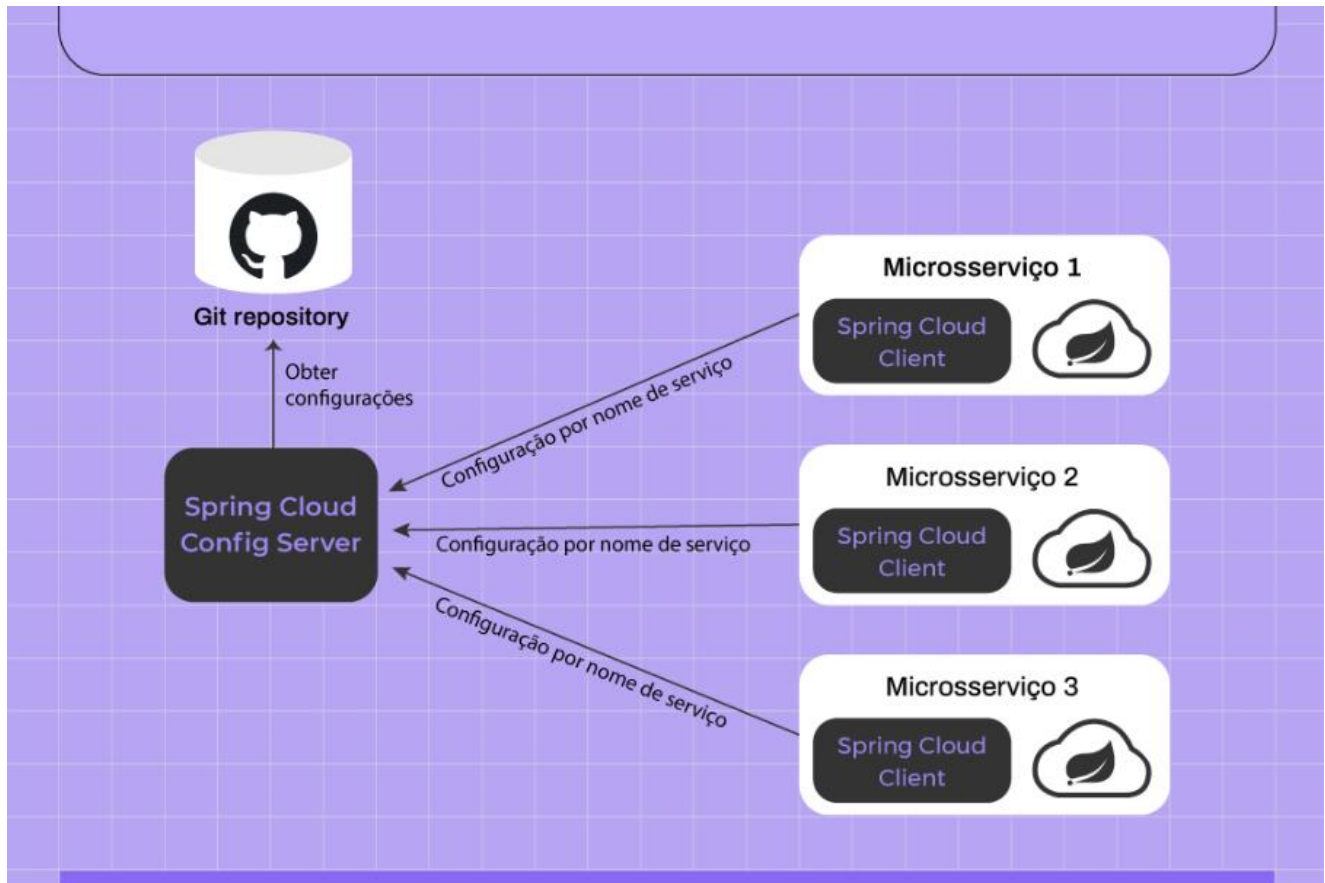 Git repository
Obter
configurações
Spring Cloud
Config Server
Configuração por nome de serviço
Configuração por nome de serviço
Configuração por nome de serviço
Microsserviço 1
Spring Cloud
Client
Microsserviço 2
Spring Cloud
Client
Microsserviço 3
Spring Cloud
Client